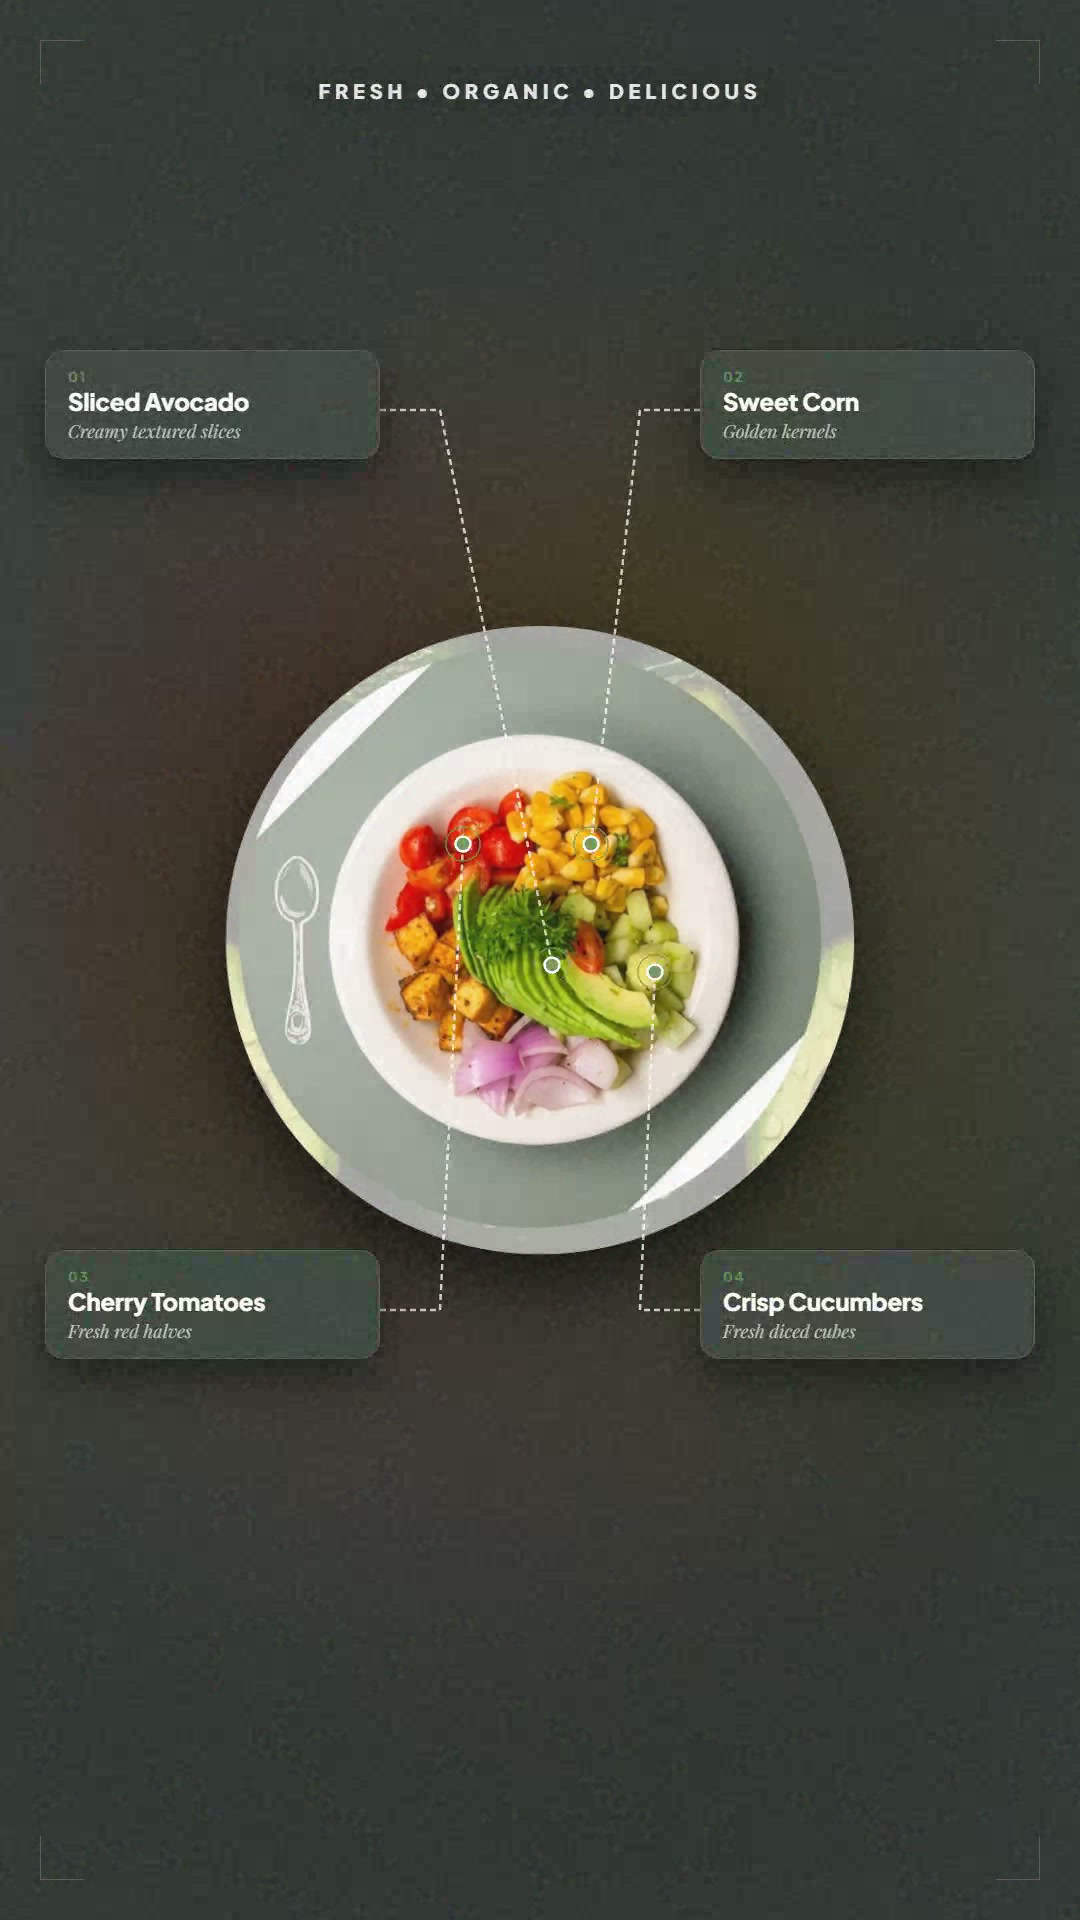 FRESH ● ORGANIC ● DELICIOUS
01
Sliced Avocado
Creamy textured slices
02
Sweet Corn
Golden kernels
03
Cherry Tomatoes
Fresh red halves
04
Crisp Cucumbers
Fresh diced cubes